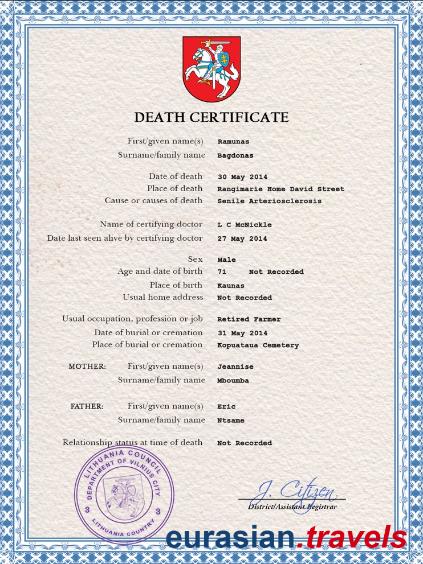 DEATH CERTIFICATE
First/given name(s) Ramunas
Surname/family name Bagdonas
Date of death 30 May 2014
Place of death Rangimarie Home David Street
Cause or causes of death Senile Arteriosclerosis
Name of certifying doctor L C McNickle
Date last seen alive by certifying doctor 27 May 2014
Sex Male
Age and date of birth 71 Not Recorded
Place of birth Kaunas
Usual home address Not Recorded
Usual occupation, profession or job Retired Farmer
Date of burial or cremation 31 May 2014
Place of burial or cremation Kopuataua Cemetery
MOTHER: First/given name(s) Jeannise
Surname/family name Mboumba
FATHER: First/given name(s) Eric
Surname/family name Ntsame
Relationship status at time of death Not Recorded
LITHUANIA COUNCIL
DEPARTMENT OF VILNIUS CITY
3 3
LITHUANIA COUNTRY
J. Citizen
District/Assistant Registrar
eurasian.travels